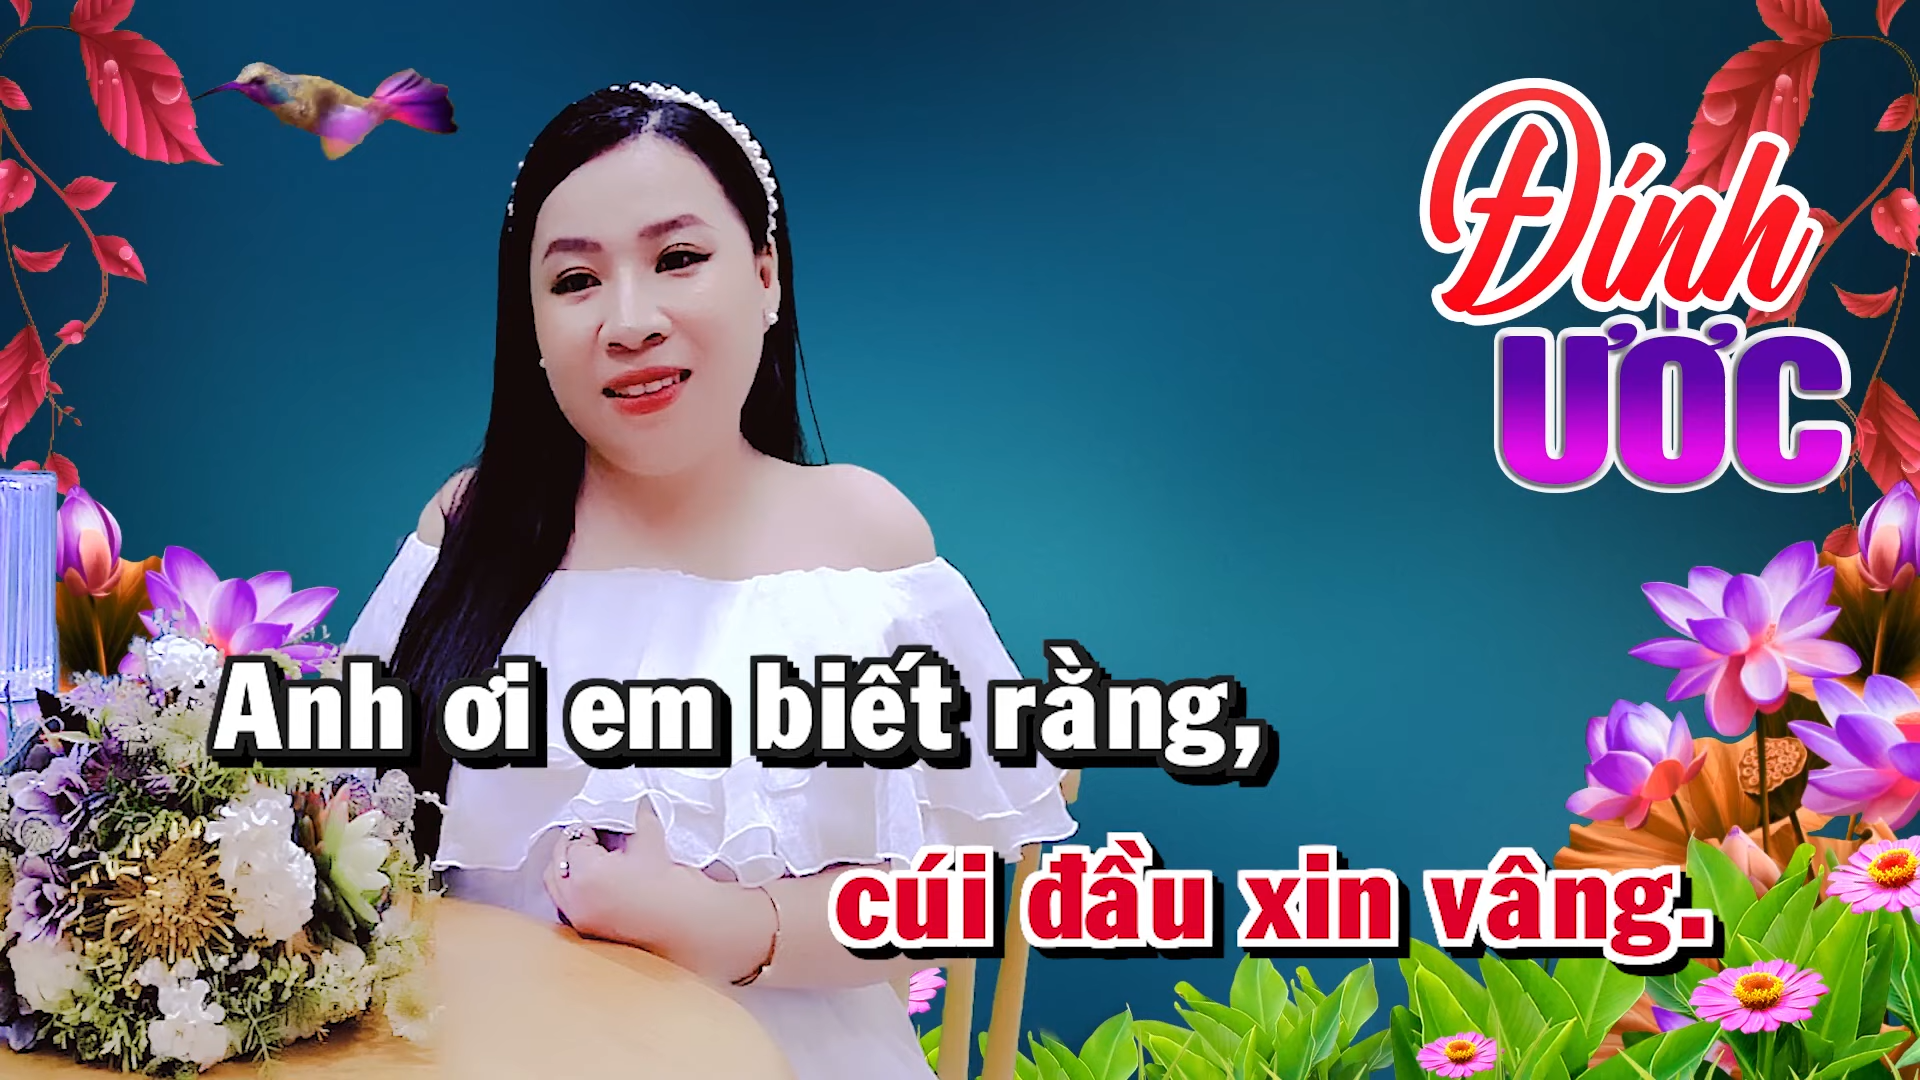 Đính
ƯỚC
Anh ơi em biết rằng,
cúi đầu xin vâng.